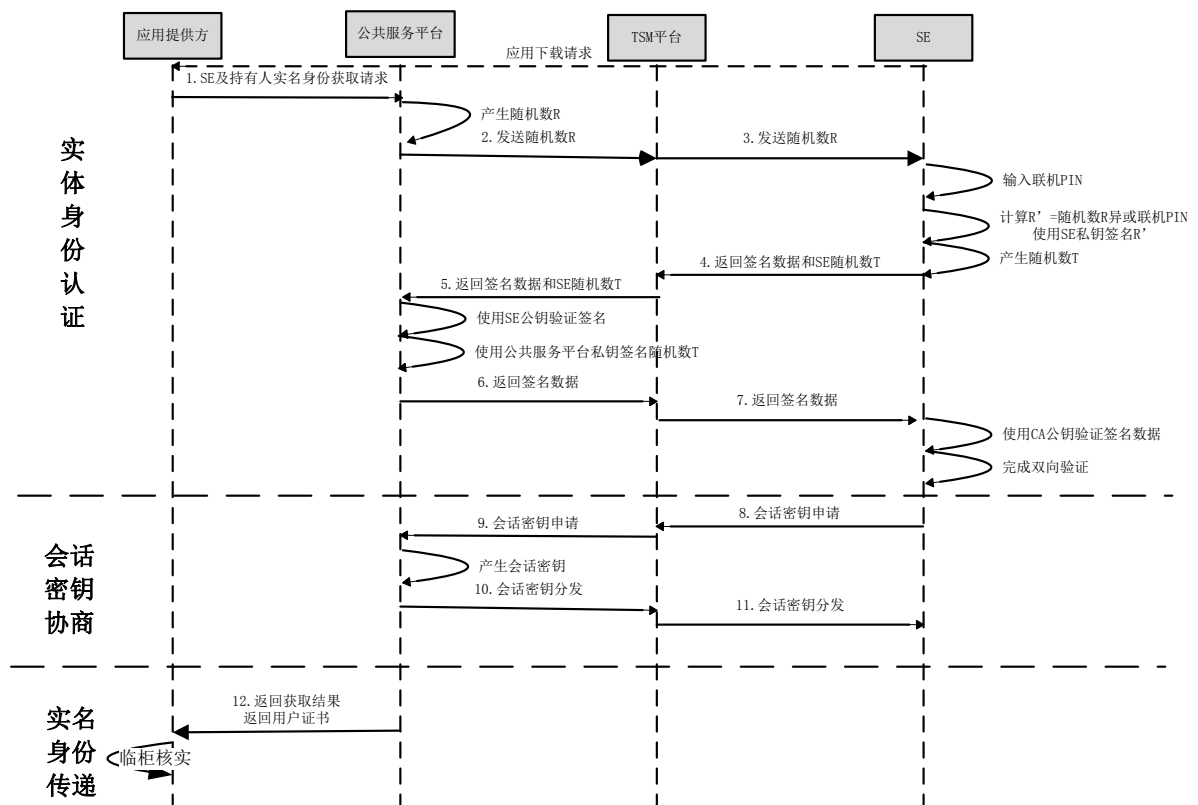 应用提供方
公共服务平台
TSM平台
SE
应用下载请求
1.SE及持有人实名身份获取请求
产生随机数R
2.发送随机数R
3.发送随机数R
输入联机PIN
计算R’=随机数R异或联机PIN
使用SE私钥签名R’
产生随机数T
4.返回签名数据和SE随机数T
5.返回签名数据和SE随机数T
使用SE公钥验证签名
使用公共服务平台私钥签名随机数T
6.返回签名数据
7.返回签名数据
使用CA公钥验证签名数据
完成双向验证
实
体
身
份
认
证
8.会话密钥申请
9.会话密钥申请
产生会话密钥
10.会话密钥分发
11.会话密钥分发
会话
密钥
协商
12.返回获取结果
返回用户证书
临柜核实
实名
身份
传递